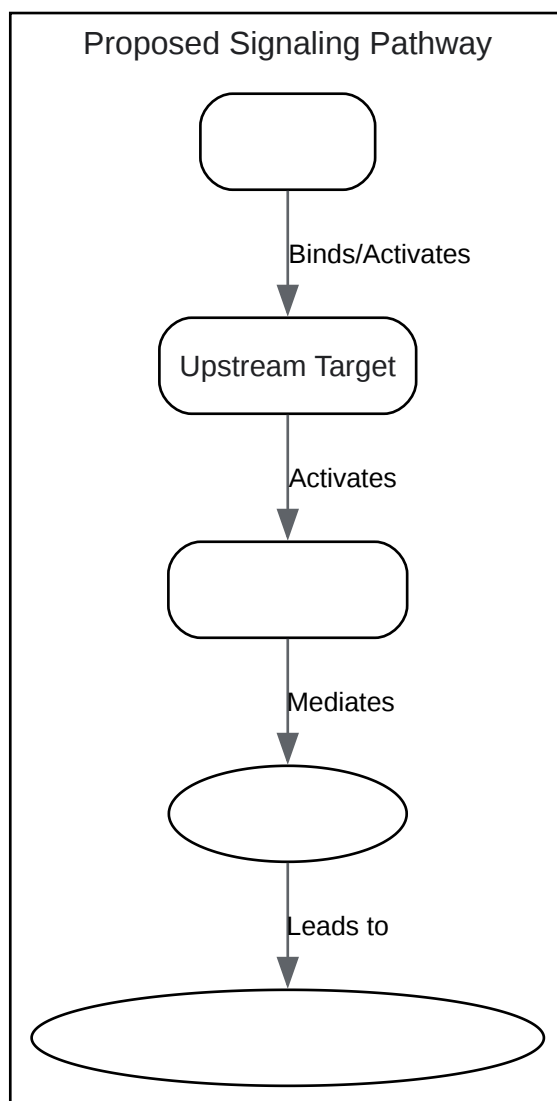 Proposed Signaling Pathway
Binds/Activates
Upstream Target
Activates
Mediates
Leads to